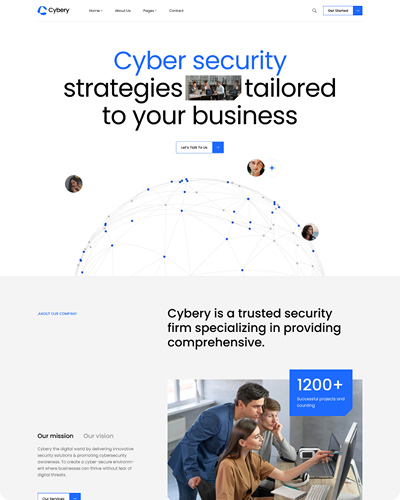 Cybery
Home
About Us
Pages
Contact
Get Started
Cyber security
strategies tailored
to your business
Let's Talk To Us
ABOUT OUR COMPANY
Cybery is a trusted security
firm specializing in providing
comprehensive.
1200+
Successful projects and
counting
Our mission
Our vision
Cybery the digital world by delivering innovative
security solutions & promoting cybersecurity
awareness. To create a cyber-secure environm-
ent where businesses can thrive without fear of
digital threats.
Our Services